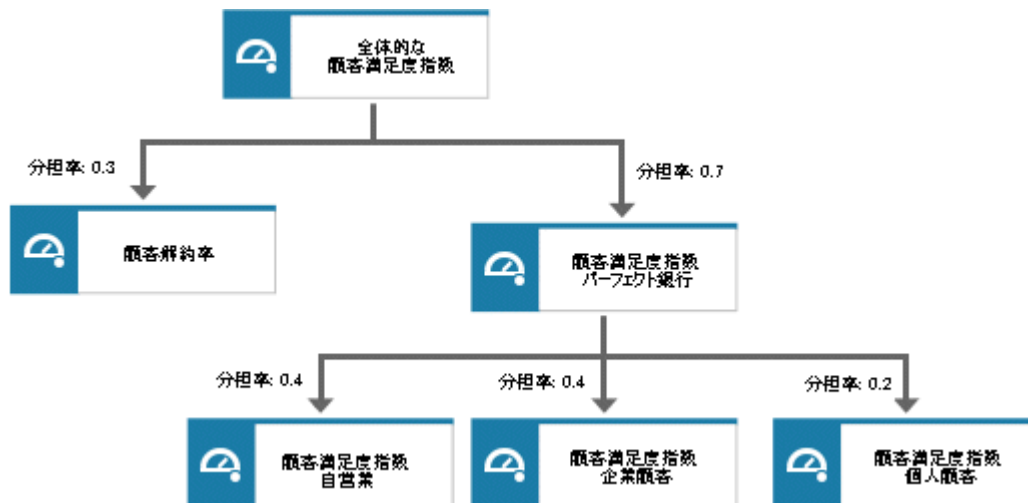 全体的な
顧客満足度指数
分担率: 0.3
分担率: 0.7
顧客解約率
顧客満足度指数
パーフェクト銀行
分担率: 0.4
分担率: 0.4
分担率: 0.2
顧客満足度指数
自営業
顧客満足度指数
企業顧客
顧客満足度指数
個人顧客